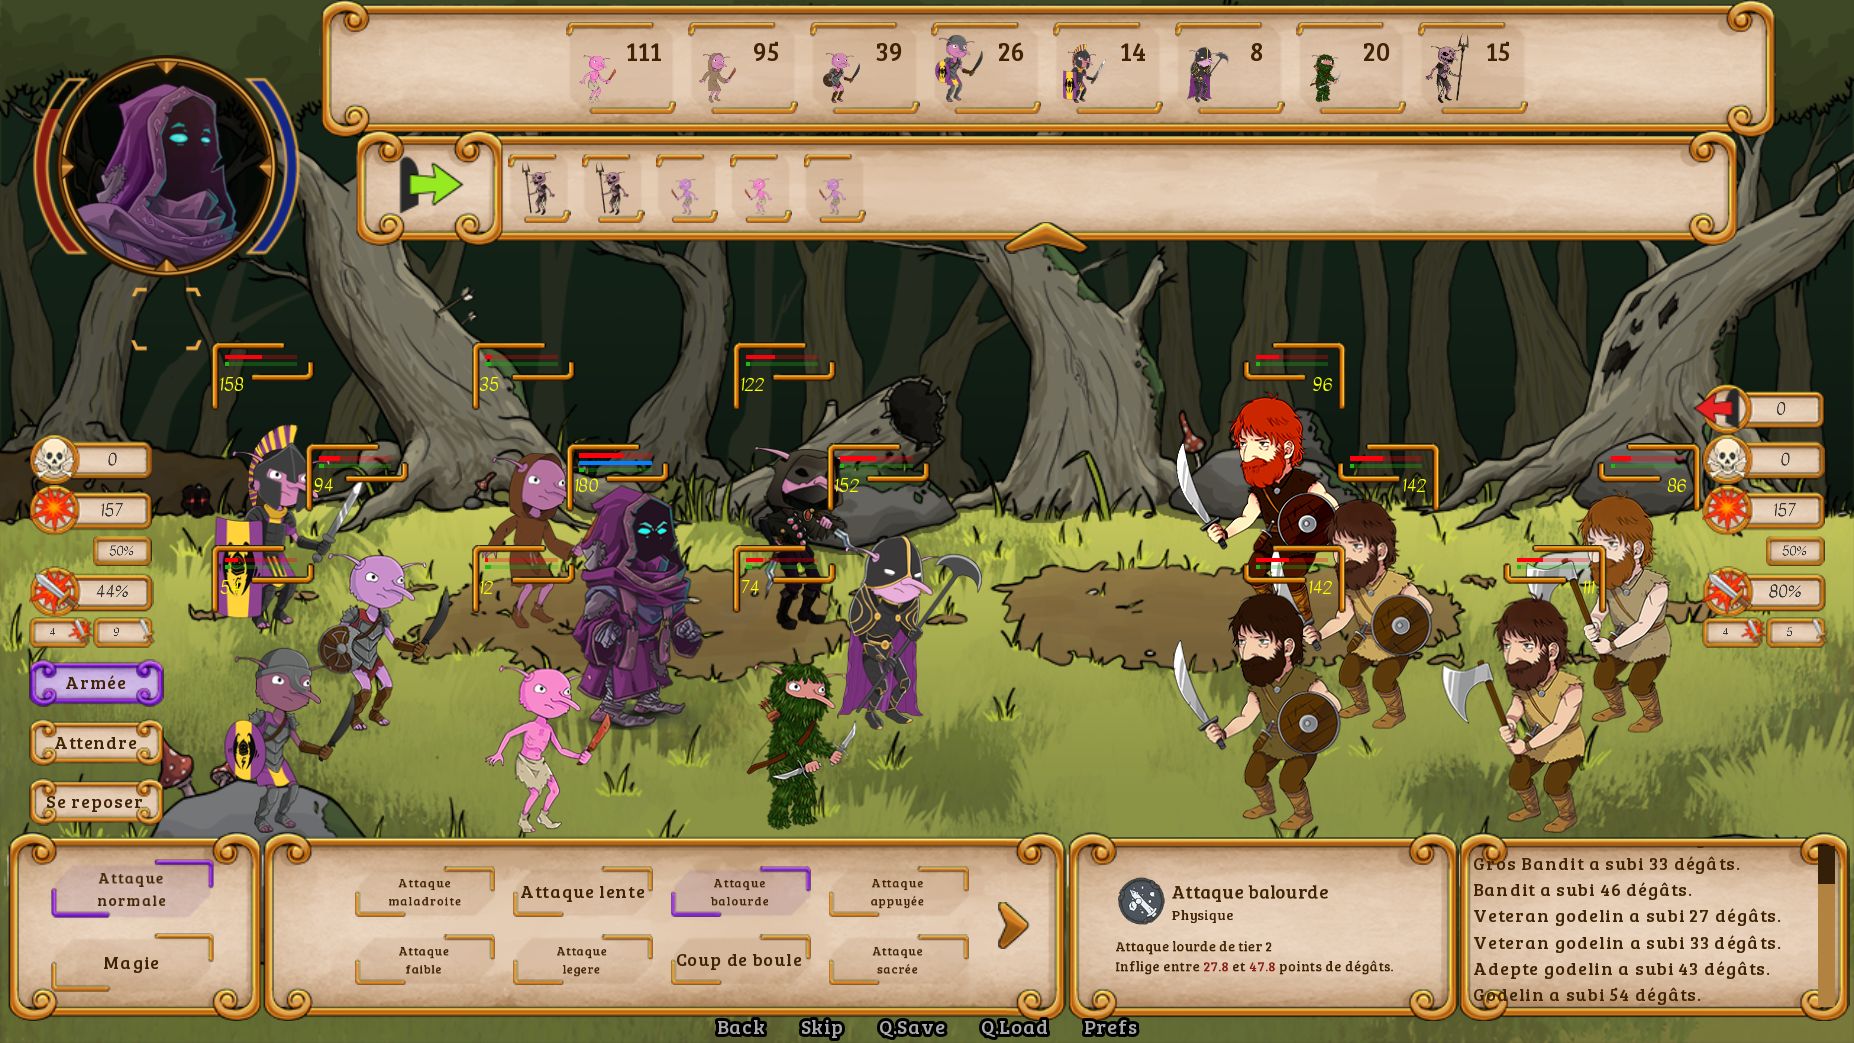 111 95 39 26 14 8 20 15
158 35 122 96
94 180 152 142 86
12 74 142 111
0
157
50%
44%
4 9
0
0
157
50%
80%
4 5
Armée
Attendre
Se reposer
Attaque
normale
Magie
Attaque
maladroite
Attaque lente
Attaque
balourde
Attaque
appuyée
Attaque
faible
Attaque
legere
Coup de boule
Attaque
sacrée
Attaque balourde
Physique
Attaque lourde de tier 2
Inflige entre 27.8 et 47.8 points de dégâts.
Gros Bandit a subi 33 dégâts.
Bandit a subi 46 dégâts.
Veteran godelin a subi 27 dégâts.
Veteran godelin a subi 33 dégâts.
Adepte godelin a subi 43 dégâts.
Godelin a subi 54 dégâts.
Back Skip Q.Save Q.Load Prefs